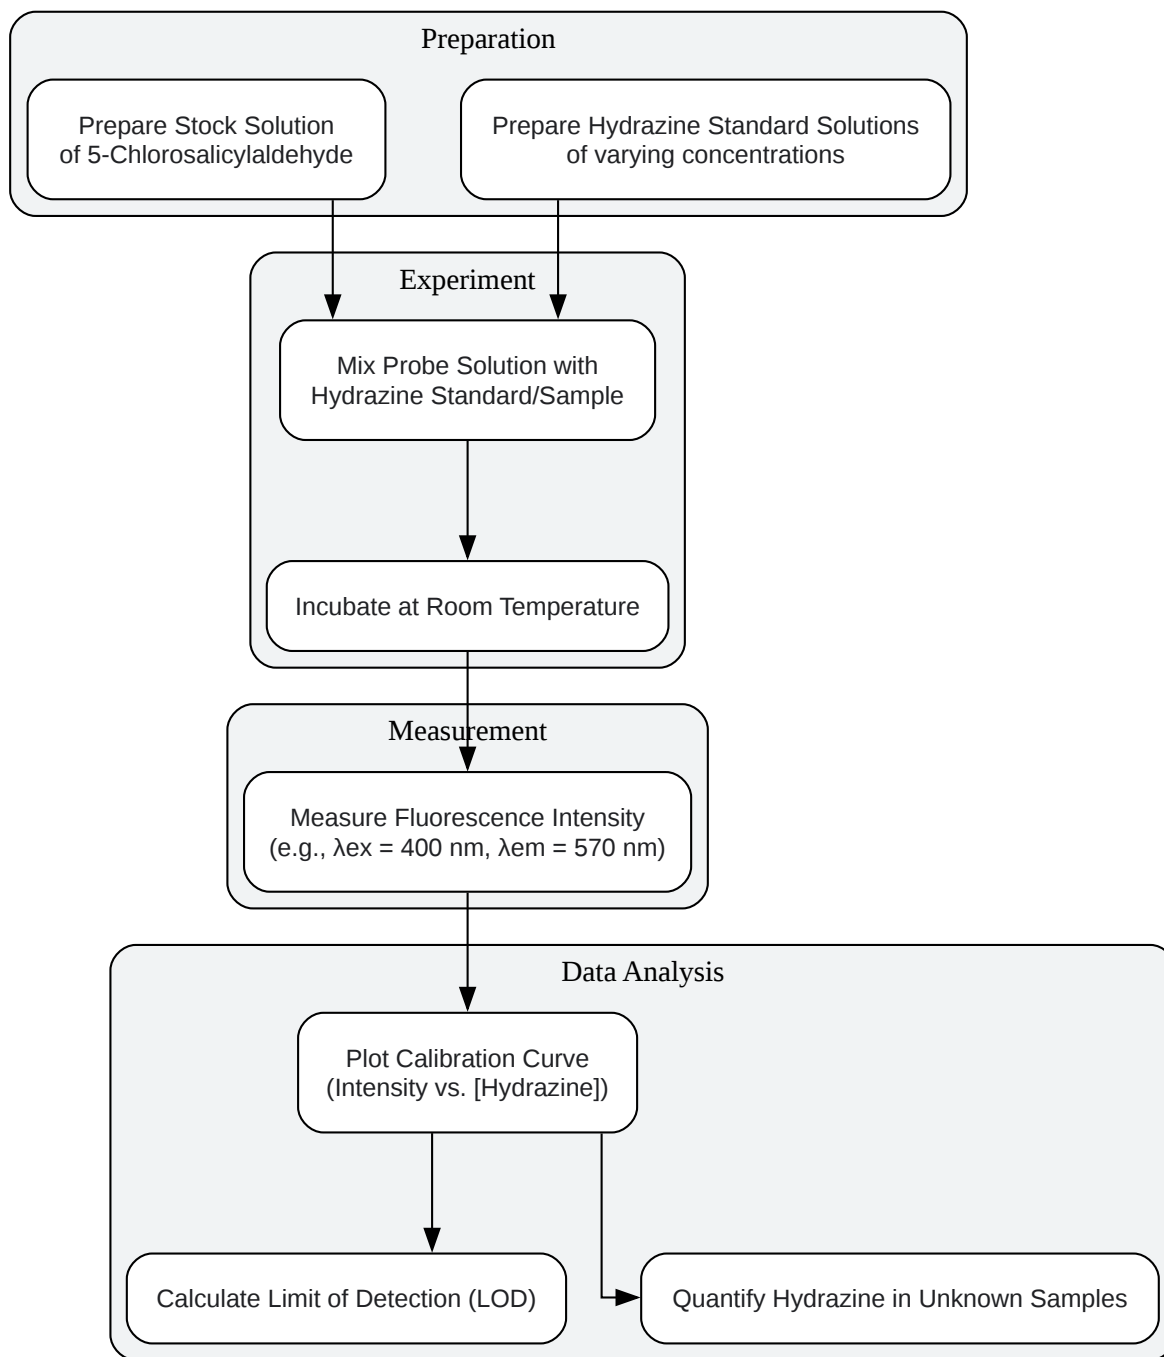 Preparation
Prepare Stock Solution
of 5-Chlorosalicylaldehyde
Prepare Hydrazine Standard Solutions
of varying concentrations
Experiment
Mix Probe Solution with
Hydrazine Standard/Sample
Incubate at Room Temperature
Measurement
Measure Fluorescence Intensity
(e.g., λex = 400 nm, λem = 570 nm)
Data Analysis
Plot Calibration Curve
(Intensity vs. [Hydrazine])
Calculate Limit of Detection (LOD)
Quantify Hydrazine in Unknown Samples